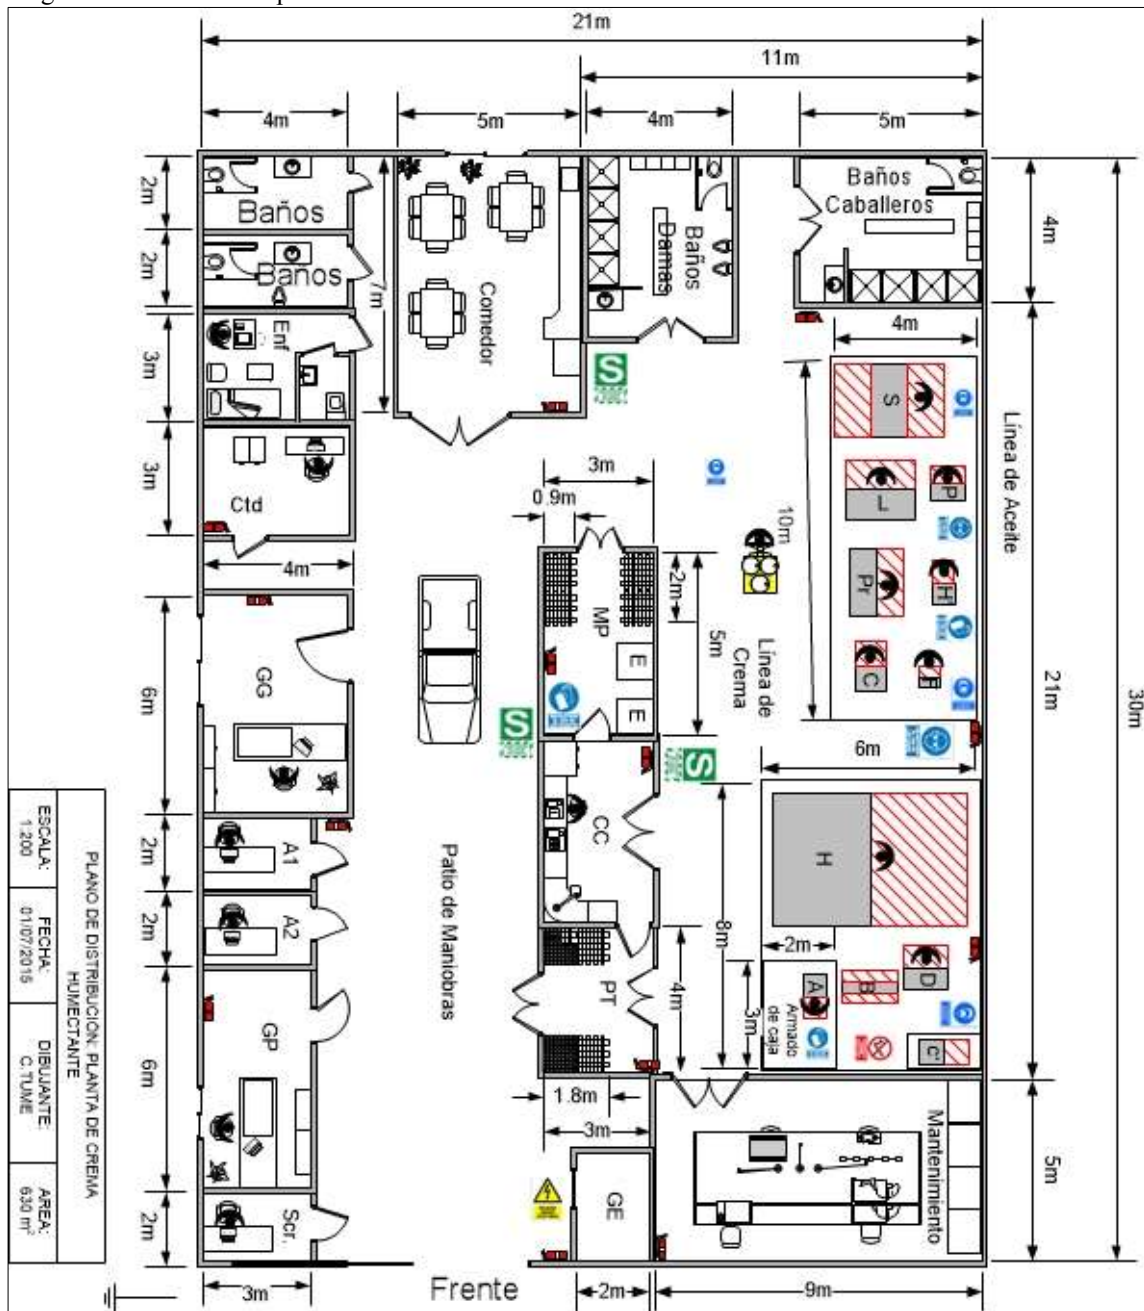 21m
11m
4m
5m
4m
5m
2m
Baños
2m
Baños
7m
Comedor
Baños
Damas
Baños
Caballeros
4m
3m
Enf
4m
S
Línea de Aceite
3m
Ctd
3m
0.9m
10m
L
P
4m
2m
MP
5m
E
E
Línea de
Crema
Pr
H
C
F
21m
30m
6m
GG
S
S
6m
2m
A1
CC
H
8m
Patio de Maniobras
2m
A2
2m
4m
PT
D
B
A
3m
Armado
de caja
C'
6m
GP
1.8m
3m
Mantenimiento
5m
GE
2m
Scr.
3m
Frente
2m
9m
S
PLANO DE DISTRIBUCIÓN: PLANTA DE CREMA
HUMECTANTE
ESCALA:
1:200
FECHA:
01/07/2015
DIBUJANTE:
C.TUME
AREA:
630 m²